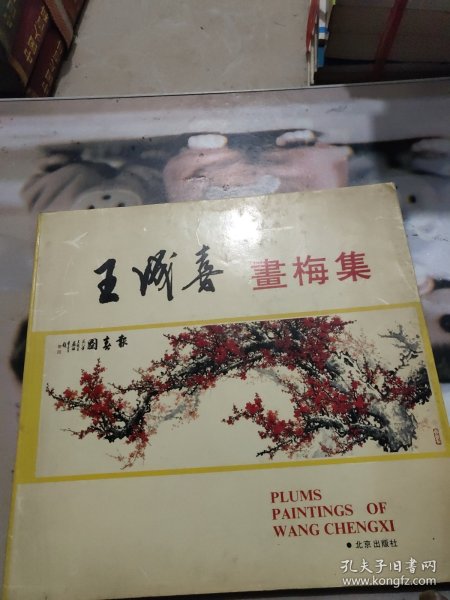 王成喜 畫梅集
報春圖
PLUMS
PAINTINGS OF
WANG CHENGXI
●北京出版社
孔夫子旧书网
www.kongfz.com